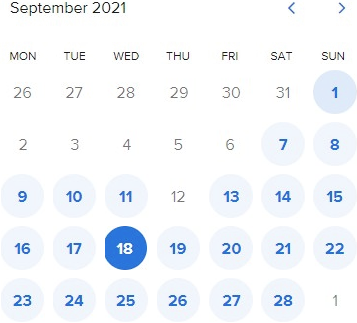 September 2021
MON TUE WED THU FRI SAT SUN
26 27 28 29 30 31 1
2 3 4 5 6 7 8
9 10 11 12 13 14 15
16 17 18 19 20 21 22
23 24 25 26 27 28 1